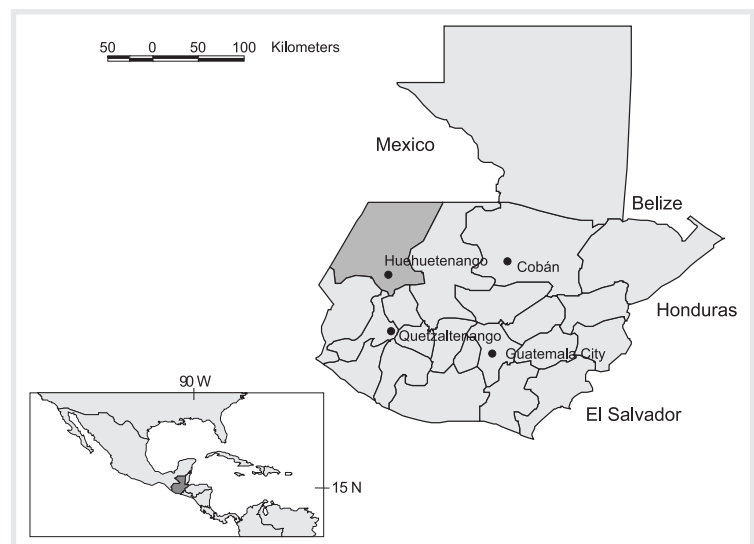 50 0 50 100 Kilometers
Mexico
Belize
Huehuetenango
Cobán
Honduras
Quetzaltenango
Guatemala City
El Salvador
90 W
15 N